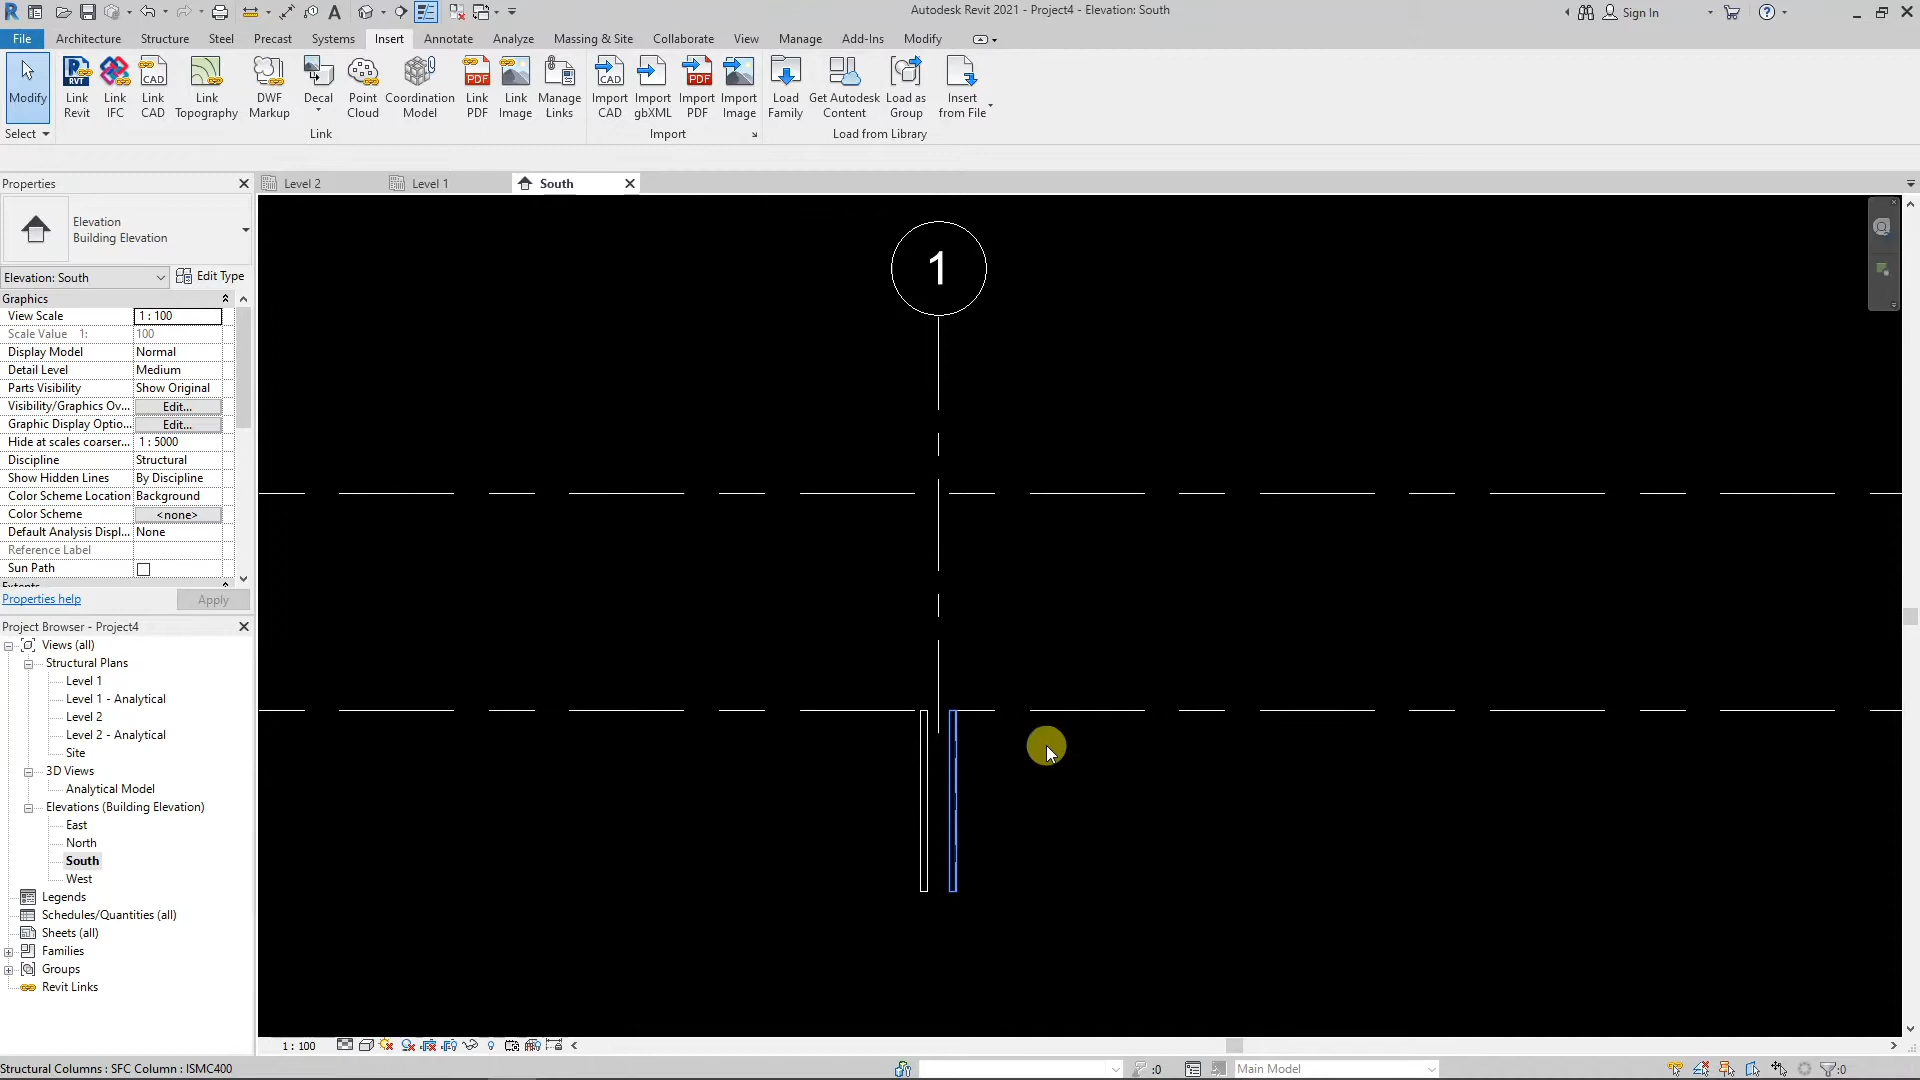 Autodesk Revit 2021 - Project4 - Elevation: South
Sign In
File Architecture Structure Steel Precast Systems Insert Annotate Analyze Massing & Site Collaborate View Manage Add-Ins Modify
Modify
Link Revit
Link IFC
Link CAD
Link Topography
DWF Markup
Decal
Point Cloud
Coordination Model
Link PDF
Link Image
Manage Links
Import CAD
Import gbXML
Import PDF
Import Image
Load Family
Get Autodesk Content
Load as Group
Insert from File
Select Link Import Load from Library
Properties
Level 2 Level 1 South
Elevation
Building Elevation
Elevation: South Edit Type
Graphics
View Scale 1 : 100
Scale Value 1: 100
Display Model Normal
Detail Level Medium
Parts Visibility Show Original
Visibility/Graphics Ov... Edit...
Graphic Display Optio... Edit...
Hide at scales coarser... 1 : 5000
Discipline Structural
Show Hidden Lines By Discipline
Color Scheme Location Background
Color Scheme <none>
Default Analysis Displ... None
Reference Label
Sun Path
Extents
Properties help Apply
Project Browser - Project4
Views (all)
Structural Plans
Level 1
Level 1 - Analytical
Level 2
Level 2 - Analytical
Site
3D Views
Analytical Model
Elevations (Building Elevation)
East
North
South
West
Legends
Schedules/Quantities (all)
Sheets (all)
Families
Groups
Revit Links
1
1 : 100
Structural Columns : SFC Column : ISMC400
:0
Main Model
:0